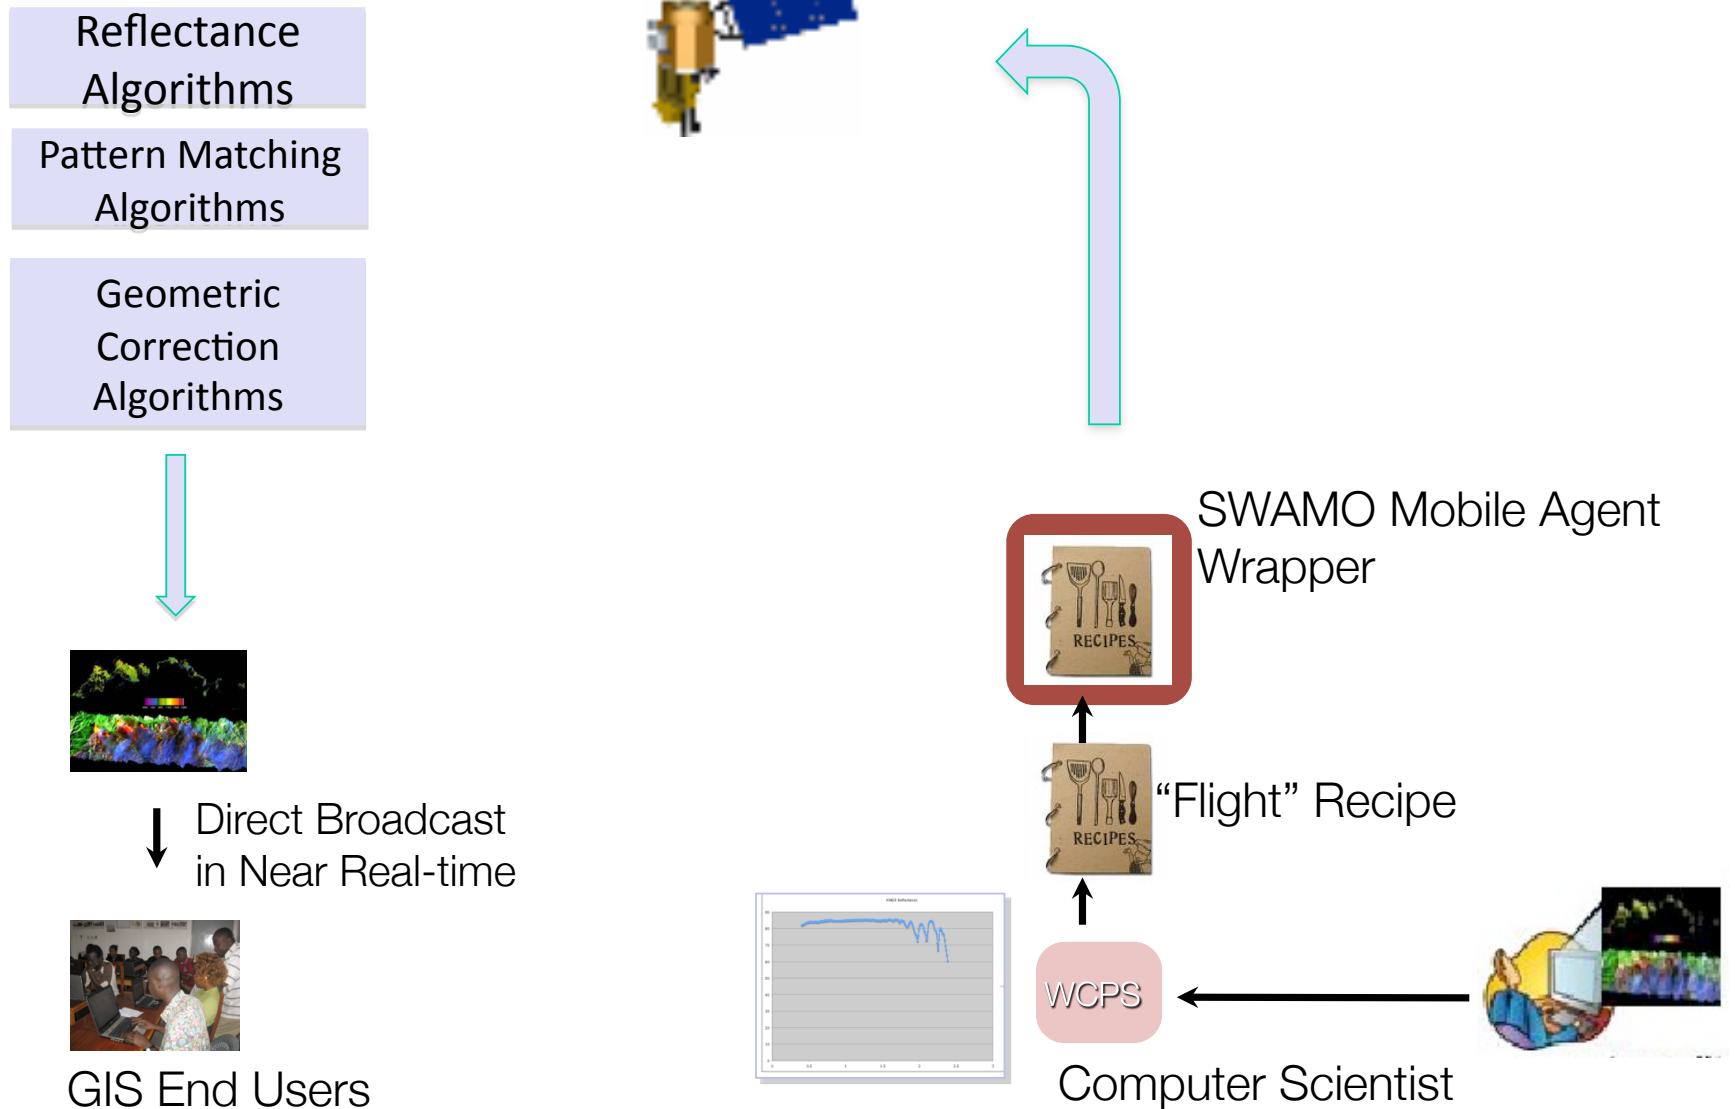 Reflectance
Algorithms
Pattern Matching
Algorithms
Geometric
Correction
Algorithms
Direct Broadcast
in Near Real-time
GIS End Users
SWAMO Mobile Agent
Wrapper
RECIPES
“Flight” Recipe
RECIPES
WCPS
Computer Scientist